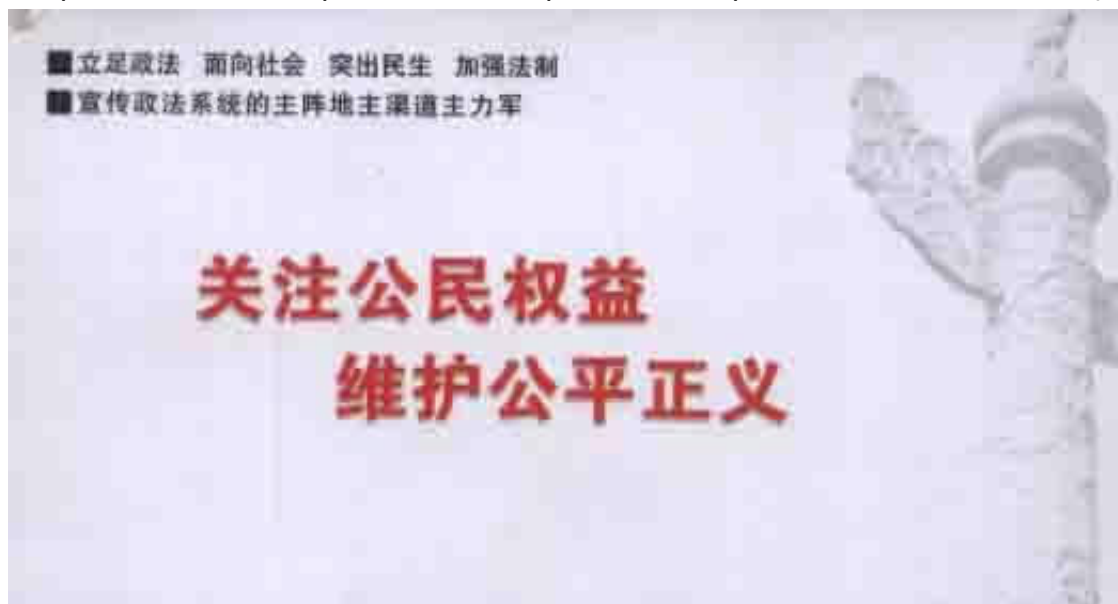 ■立足政法 面向社会 突出民生 加强法制
■宣传政法系统的主阵地主渠道主力军
关注公民权益
维护公平正义